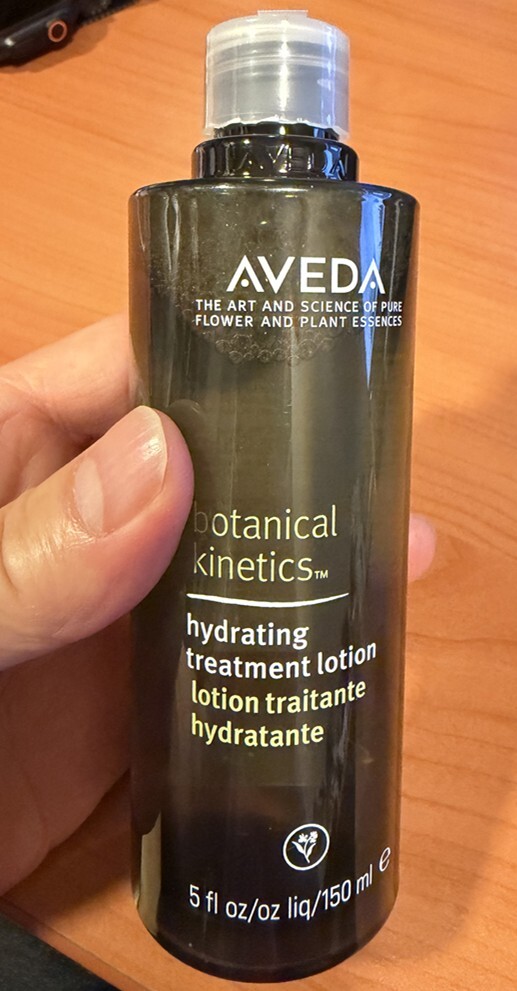 AVEDA
AVEDA
THE ART AND SCIENCE OF PURE
FLOWER AND PLANT ESSENCES
botanical
kinetics™
hydrating
treatment lotion
lotion traitante
hydratante
5 fl oz/oz liq/150 ml ℮